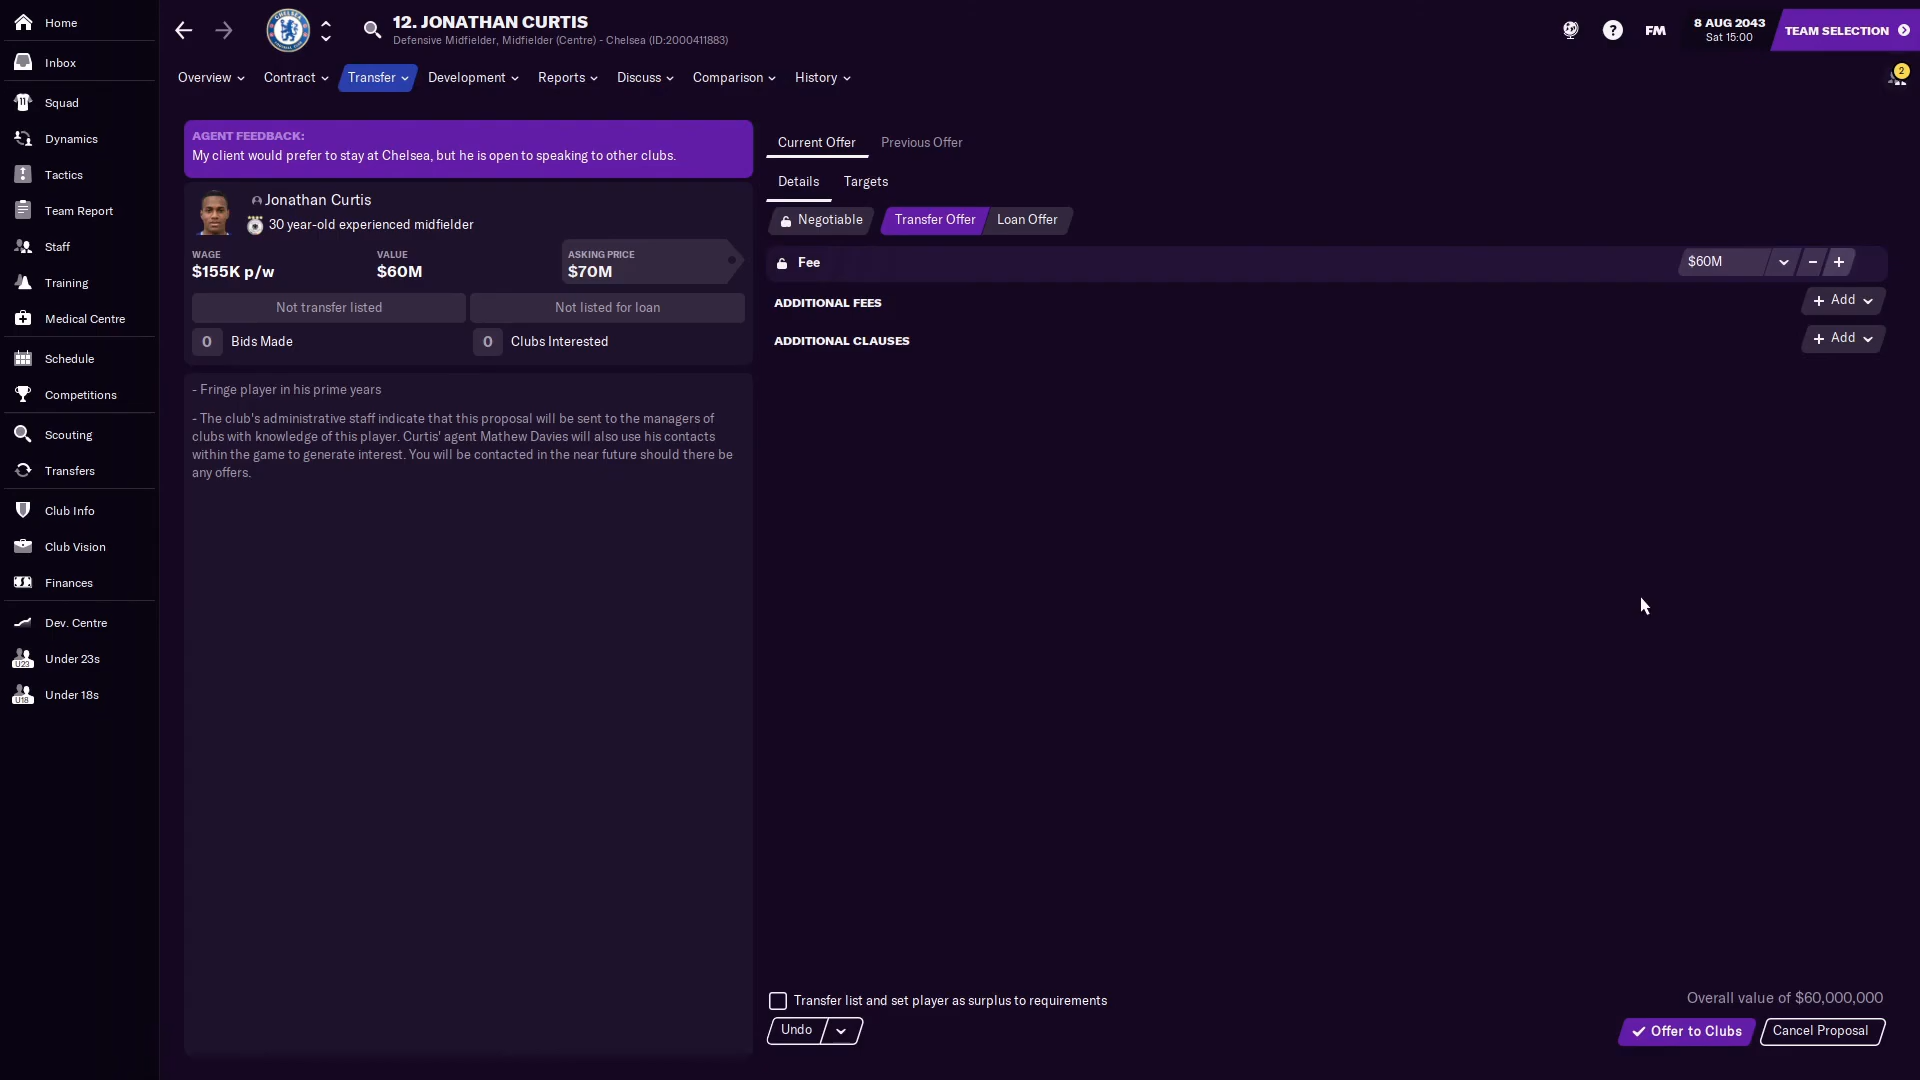 Home
Inbox
Squad
Dynamics
Tactics
Team Report
Staff
Training
Medical Centre
Schedule
Competitions
Scouting
Transfers
Club Info
Club Vision
Finances
Dev. Centre
U23
Under 23s
U18
Under 18s
12. JONATHAN CURTIS
Defensive Midfielder, Midfielder (Centre) - Chelsea (ID:2000411883)
FM
8 AUG 2043
Sat 15:00
TEAM SELECTION
2
Overview
Contract
Transfer
Development
Reports
Discuss
Comparison
History
AGENT FEEDBACK:
My client would prefer to stay at Chelsea, but he is open to speaking to other clubs.
Jonathan Curtis
30 year-old experienced midfielder
WAGE
$155K p/w
VALUE
$60M
ASKING PRICE
$70M
Not transfer listed
Not listed for loan
0 Bids Made
0 Clubs Interested
- Fringe player in his prime years
- The club's administrative staff indicate that this proposal will be sent to the managers of
clubs with knowledge of this player. Curtis' agent Mathew Davies will also use his contacts
within the game to generate interest. You will be contacted in the near future should there be
any offers.
Current Offer
Previous Offer
Details
Targets
Negotiable
Transfer Offer
Loan Offer
Fee
$60M
ADDITIONAL FEES
+ Add
ADDITIONAL CLAUSES
+ Add
Transfer list and set player as surplus to requirements
Undo
Overall value of $60,000,000
Offer to Clubs
Cancel Proposal